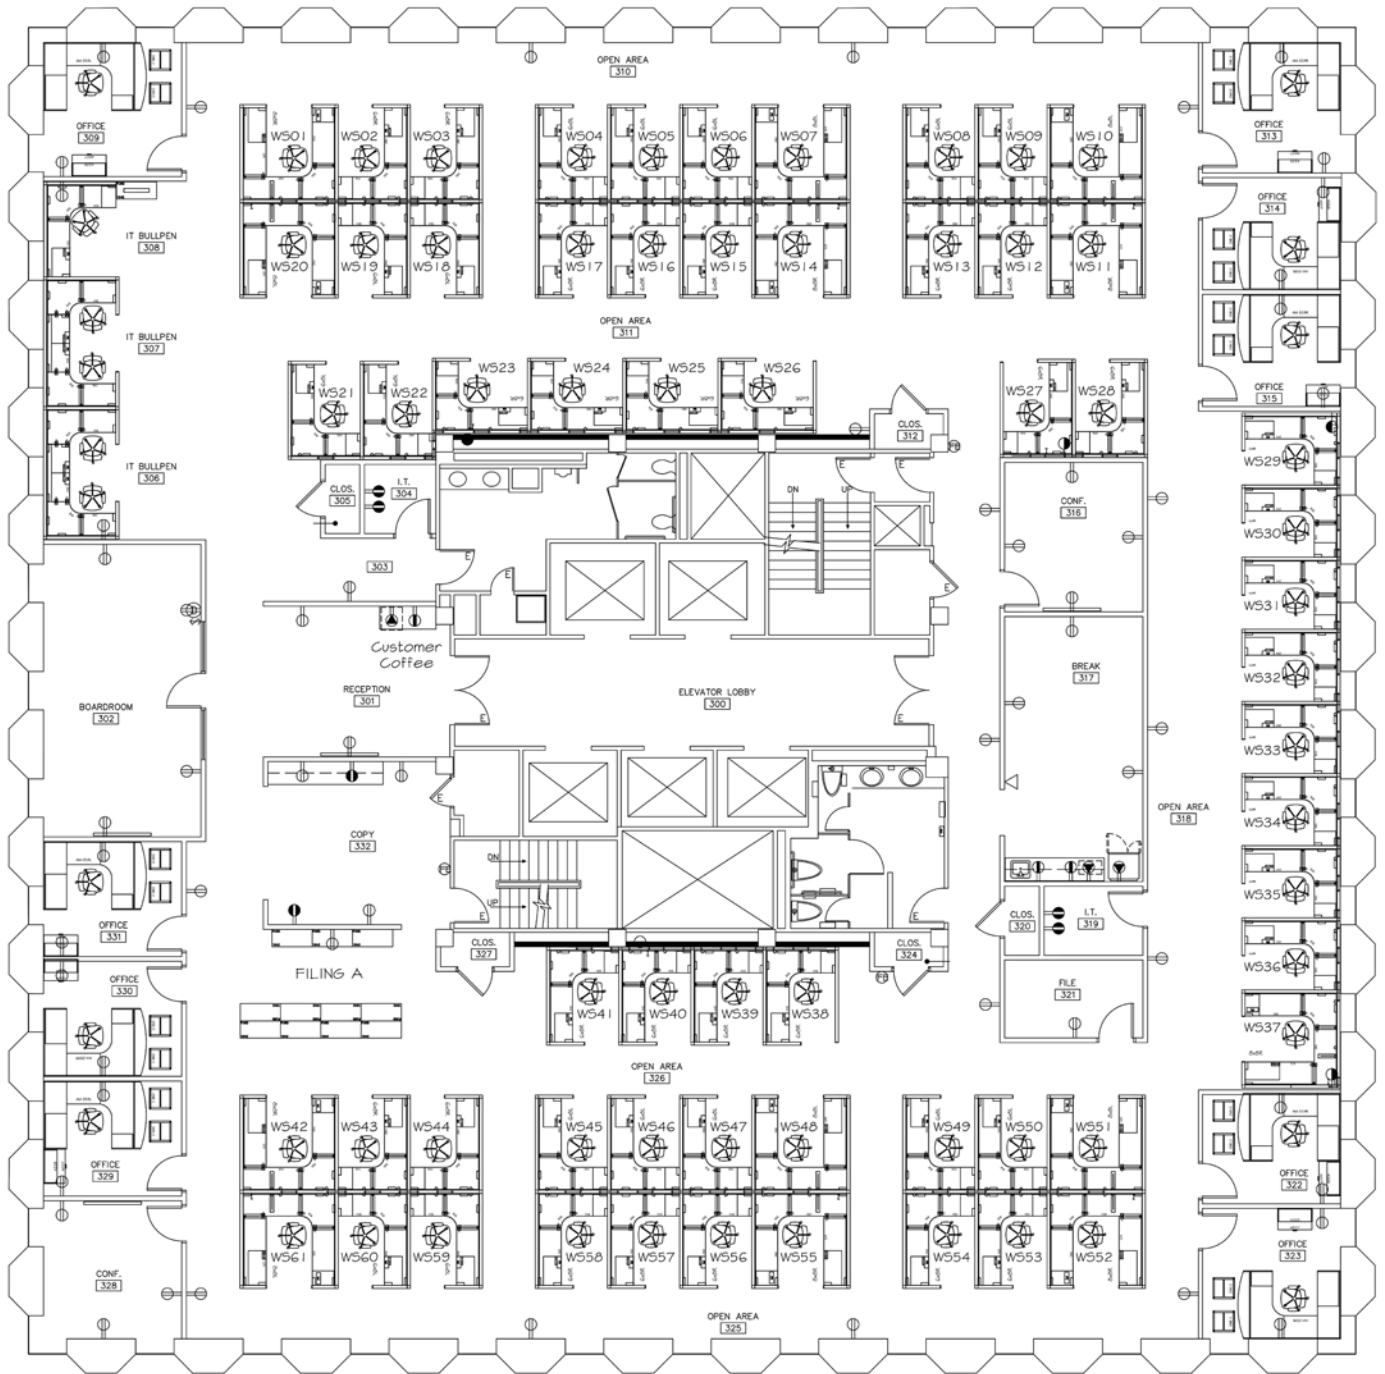 OPEN AREA
310
OFFICE
309
OFFICE
313
WS01 WS02 WS03 WS04 WS05 WS06 WS07 WS08 WS09 WS10
OFFICE
314
IT BULLPEN
308
WS20 WS19 WS18 WS17 WS16 WS15 WS14 WS13 WS12 WS11
OPEN AREA
311
IT BULLPEN
307
WS21 WS22 WS23 WS24 WS25 WS26 WS27 WS28
OFFICE
315
CLOS.
312
WS29
IT BULLPEN
306
CLOS.
305
I.T.
304
E
E
DN
UP
CONF.
316
WS30
303
E
E
E
WS31
Customer
Coffee
RECEPTION
301
ELEVATOR LOBBY
300
BREAK
317
WS32
BOARDROOM
302
E
E
WS33
E
OPEN AREA
318
COPY
332
WS34
DN
UP
E
E
WS35
OFFICE
331
CLOS.
327
CLOS.
324
CLOS.
320
I.T.
319
WS36
FILING A
OFFICE
330
FILE
321
WS41 WS40 WS39 WS38
WS37
OPEN AREA
326
WS42 WS43 WS44 WS45 WS46 WS47 WS48 WS49 WS50 WS51
OFFICE
329
OFFICE
322
WS61 WS60 WS59 WS58 WS57 WS56 WS55 WS54 WS53 WS52
OFFICE
323
CONF.
328
OPEN AREA
325